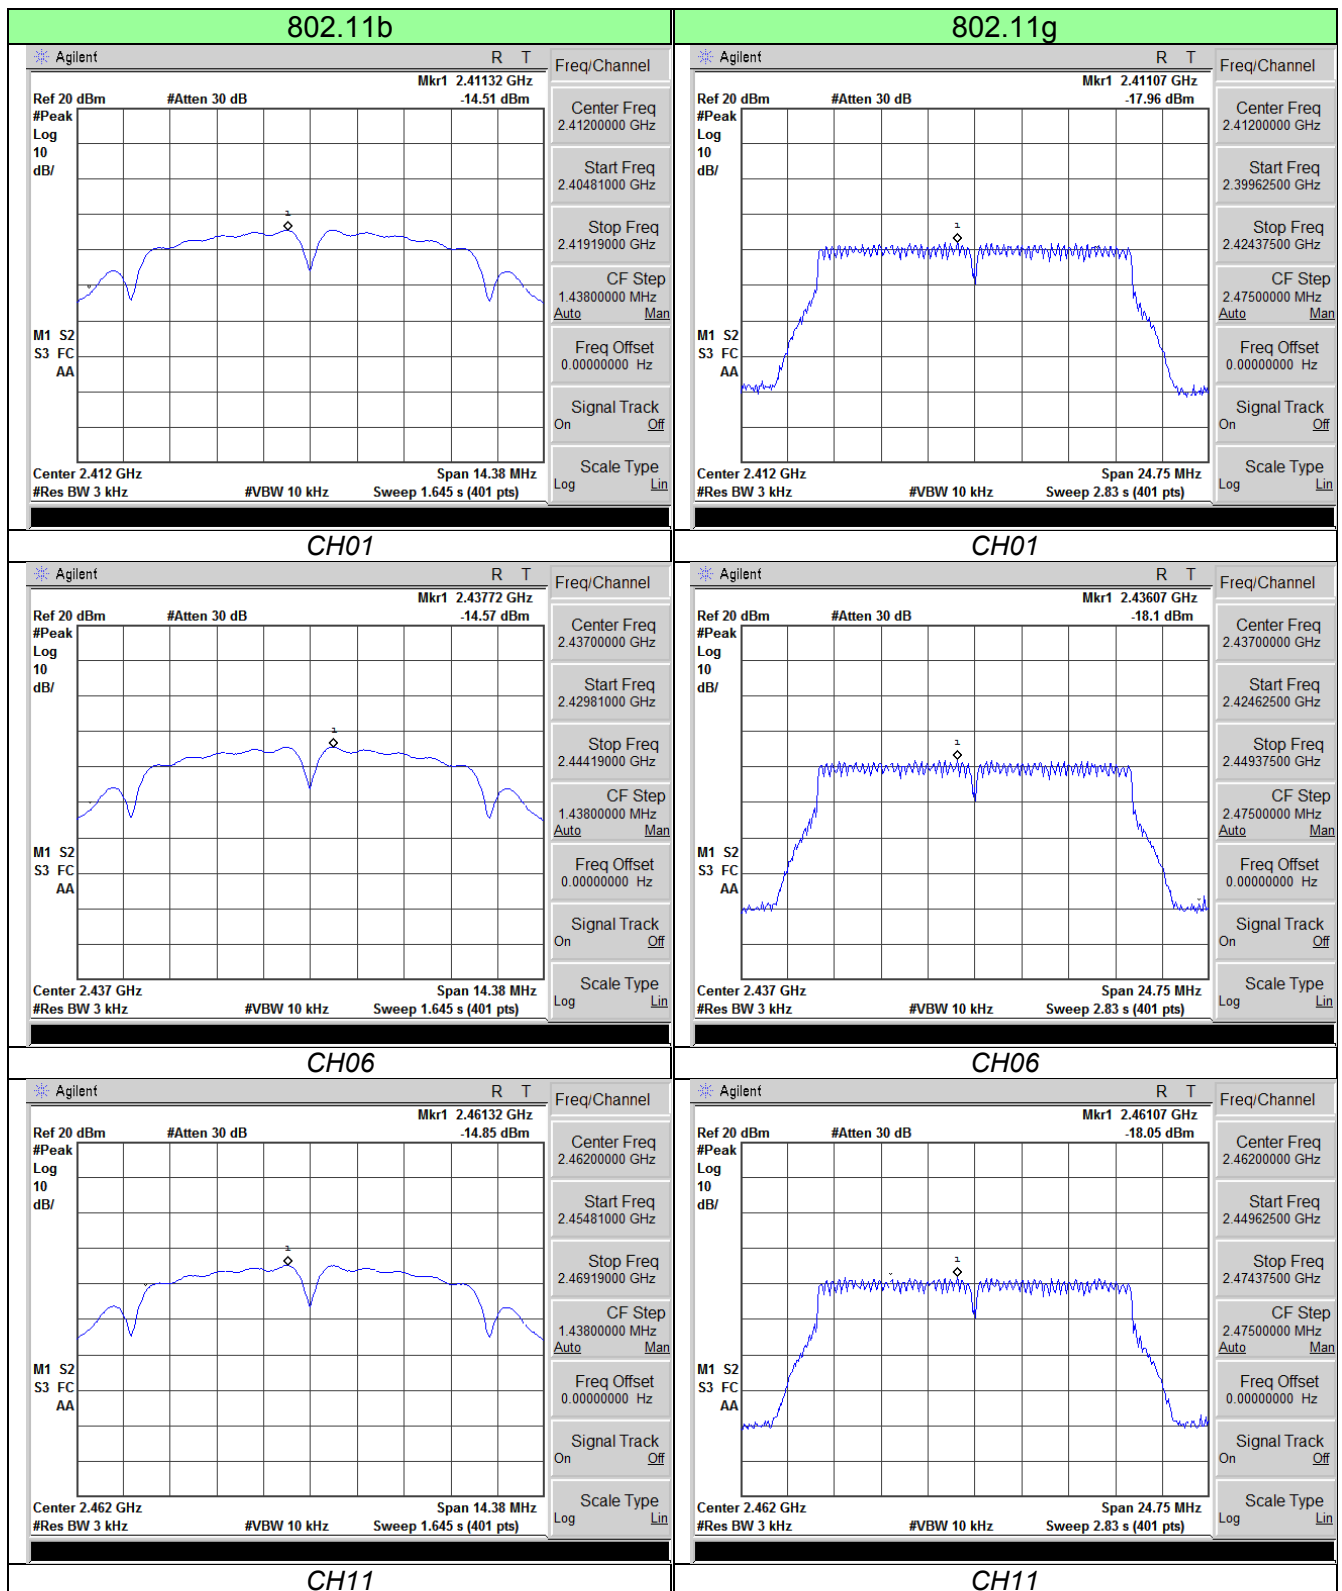 802.11b
802.11g
Agilent R T
Freq/Channel
Mkr1 2.41132 GHz
Ref 20 dBm #Atten 30 dB -14.51 dBm
#Peak
Log
10
dB/
1
M1 S2
S3 FC
AA
Center 2.412 GHz Span 14.38 MHz
#Res BW 3 kHz #VBW 10 kHz Sweep 1.645 s (401 pts)
Center Freq
2.41200000 GHz
Start Freq
2.40481000 GHz
Stop Freq
2.41919000 GHz
CF Step
1.43800000 MHz
Auto Man
Freq Offset
0.00000000 Hz
Signal Track
On Off
Scale Type
Log Lin
CH01
Agilent R T
Freq/Channel
Mkr1 2.41107 GHz
Ref 20 dBm #Atten 30 dB -17.96 dBm
#Peak
Log
10
dB/
1
M1 S2
S3 FC
AA
Center 2.412 GHz Span 24.75 MHz
#Res BW 3 kHz #VBW 10 kHz Sweep 2.83 s (401 pts)
Center Freq
2.41200000 GHz
Start Freq
2.39962500 GHz
Stop Freq
2.42437500 GHz
CF Step
2.47500000 MHz
Auto Man
Freq Offset
0.00000000 Hz
Signal Track
On Off
Scale Type
Log Lin
CH01
Agilent R T
Freq/Channel
Mkr1 2.43772 GHz
Ref 20 dBm #Atten 30 dB -14.57 dBm
#Peak
Log
10
dB/
1
M1 S2
S3 FC
AA
Center 2.437 GHz Span 14.38 MHz
#Res BW 3 kHz #VBW 10 kHz Sweep 1.645 s (401 pts)
Center Freq
2.43700000 GHz
Start Freq
2.42981000 GHz
Stop Freq
2.44419000 GHz
CF Step
1.43800000 MHz
Auto Man
Freq Offset
0.00000000 Hz
Signal Track
On Off
Scale Type
Log Lin
CH06
Agilent R T
Freq/Channel
Mkr1 2.43607 GHz
Ref 20 dBm #Atten 30 dB -18.1 dBm
#Peak
Log
10
dB/
1
M1 S2
S3 FC
AA
Center 2.437 GHz Span 24.75 MHz
#Res BW 3 kHz #VBW 10 kHz Sweep 2.83 s (401 pts)
Center Freq
2.43700000 GHz
Start Freq
2.42462500 GHz
Stop Freq
2.44937500 GHz
CF Step
2.47500000 MHz
Auto Man
Freq Offset
0.00000000 Hz
Signal Track
On Off
Scale Type
Log Lin
CH06
Agilent R T
Freq/Channel
Mkr1 2.46132 GHz
Ref 20 dBm #Atten 30 dB -14.85 dBm
#Peak
Log
10
dB/
1
M1 S2
S3 FC
AA
Center 2.462 GHz Span 14.38 MHz
#Res BW 3 kHz #VBW 10 kHz Sweep 1.645 s (401 pts)
Center Freq
2.46200000 GHz
Start Freq
2.45481000 GHz
Stop Freq
2.46919000 GHz
CF Step
1.43800000 MHz
Auto Man
Freq Offset
0.00000000 Hz
Signal Track
On Off
Scale Type
Log Lin
CH11
Agilent R T
Freq/Channel
Mkr1 2.46107 GHz
Ref 20 dBm #Atten 30 dB -18.05 dBm
#Peak
Log
10
dB/
1
M1 S2
S3 FC
AA
Center 2.462 GHz Span 24.75 MHz
#Res BW 3 kHz #VBW 10 kHz Sweep 2.83 s (401 pts)
Center Freq
2.46200000 GHz
Start Freq
2.44962500 GHz
Stop Freq
2.47437500 GHz
CF Step
2.47500000 MHz
Auto Man
Freq Offset
0.00000000 Hz
Signal Track
On Off
Scale Type
Log Lin
CH11